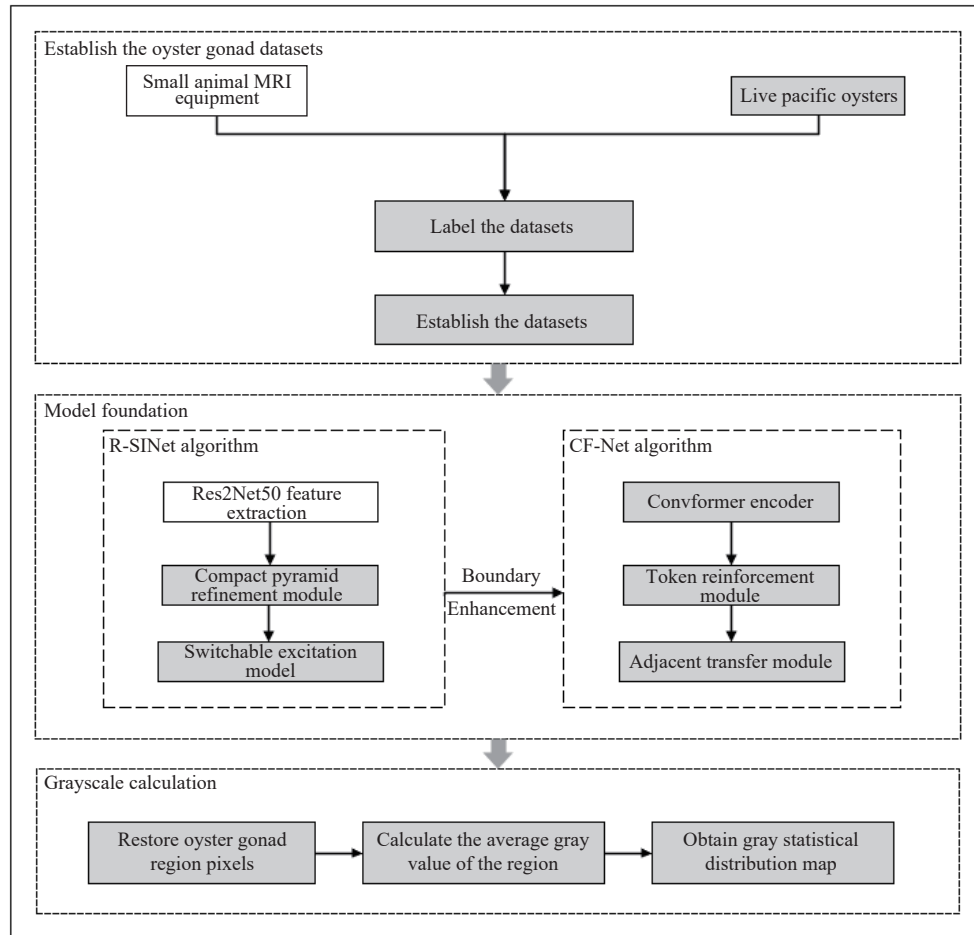 Establish the oyster gonad datasets
Small animal MRI
equipment
Live pacific oysters
Label the datasets
Establish the datasets
Model foundation
R-SINet algorithm
Res2Net50 feature
extraction
Compact pyramid
refinement module
Switchable excitation
model
Boundary
Enhancement
CF-Net algorithm
Convformer encoder
Token reinforcement
module
Adjacent transfer module
Grayscale calculation
Restore oyster gonad
region pixels
Calculate the average gray
value of the region
Obtain gray statistical
distribution map